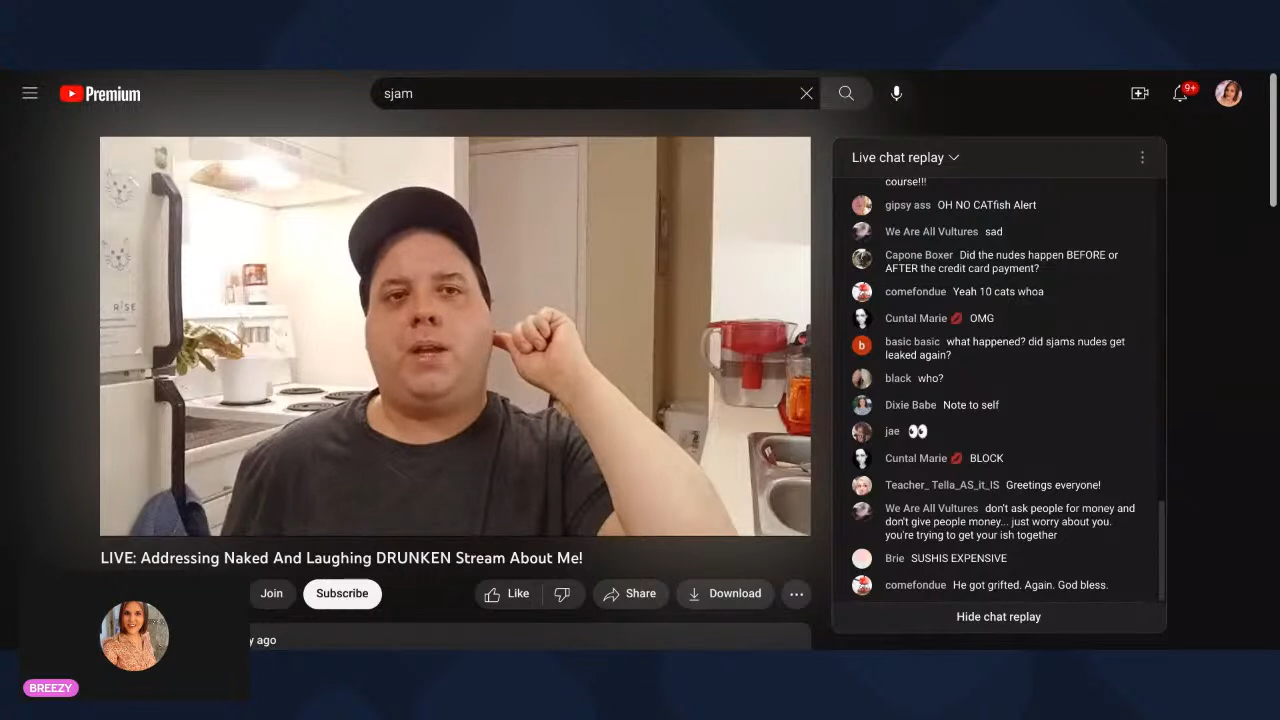 Premium
sjam
9+
RISE
Live chat replay
course!!!
gipsy ass OH NO CATfish Alert
We Are All Vultures sad
Capone Boxer Did the nudes happen BEFORE or
AFTER the credit card payment?
comefondue Yeah 10 cats whoa
Cuntal Marie 💋 OMG
b basic basic what happened? did sjams nudes get
leaked again?
black who?
Dixie Babe Note to self
jae 👀
Cuntal Marie 💋 BLOCK
Teacher_ Tella_AS_it_IS Greetings everyone!
We Are All Vultures don't ask people for money and
don't give people money... just worry about you.
you're trying to get your ish together
Brie SUSHIS EXPENSIVE
comefondue He got grifted. Again. God bless.
Hide chat replay
LIVE: Addressing Naked And Laughing DRUNKEN Stream About Me!
Join Subscribe Like Share Download
y ago
BREEZY